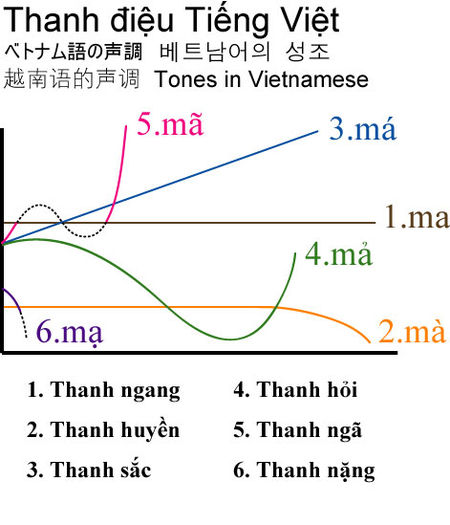 Thanh điệu Tiếng Việt
ベトナム語の声調 베트남어의 성조
越南语的声调 Tones in Vietnamese
5.mã
3.má
1.ma
4.mả
6.mạ
2.mà
1. Thanh ngang
4. Thanh hỏi
2. Thanh huyền
5. Thanh ngã
3. Thanh sắc
6. Thanh nặng